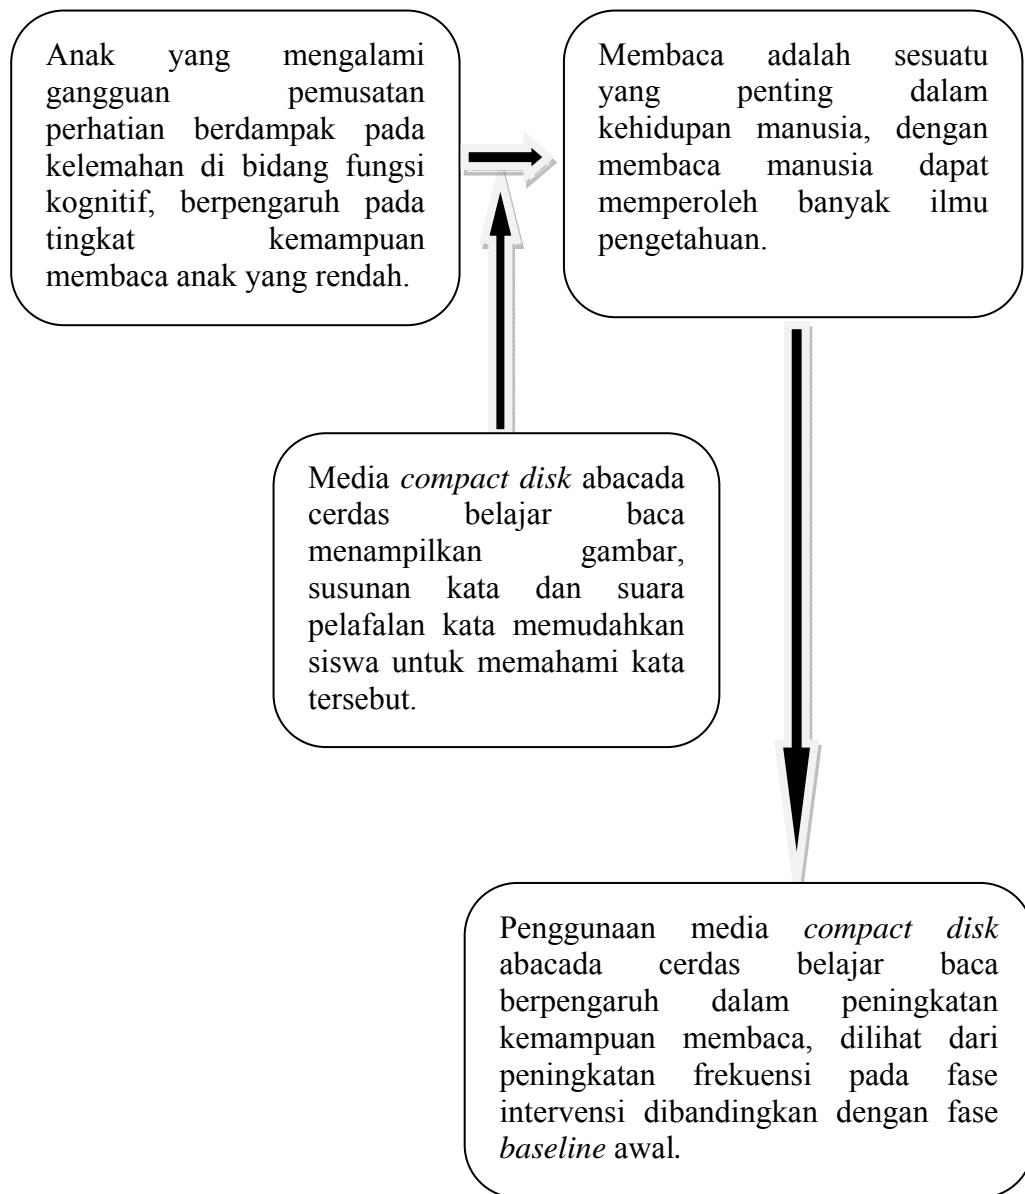 Anak yang mengalami
gangguan pemusatan
perhatian berdampak pada
kelemahan di bidang fungsi
kognitif, berpengaruh pada
tingkat kemampuan
membaca anak yang rendah.
Membaca adalah sesuatu
yang penting dalam
kehidupan manusia, dengan
membaca manusia dapat
memperoleh banyak ilmu
pengetahuan.
Media compact disk abacada
cerdas belajar baca
menampilkan gambar,
susunan kata dan suara
pelafalan kata memudahkan
siswa untuk memahami kata
tersebut.
Penggunaan media compact disk
abacada cerdas belajar baca
berpengaruh dalam peningkatan
kemampuan membaca, dilihat dari
peningkatan frekuensi pada fase
intervensi dibandingkan dengan fase
baseline awal.